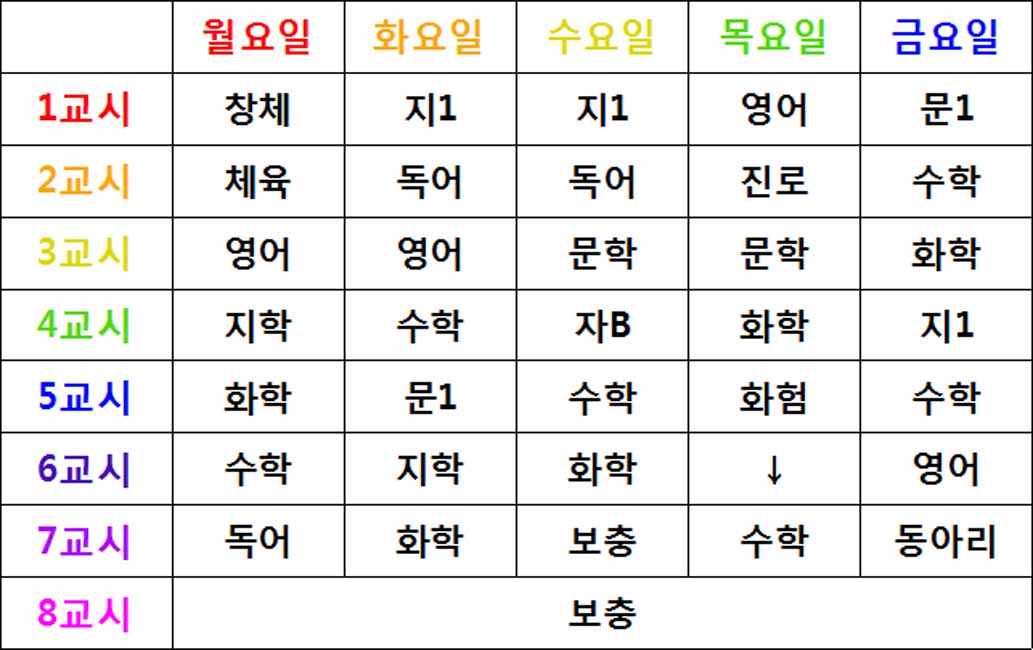 월요일 화요일 수요일 목요일 금요일
1교시 창체 지1 지1 영어 문1
2교시 체육 독어 독어 진로 수학
3교시 영어 영어 문학 문학 화학
4교시 지학 수학 자B 화학 지1
5교시 화학 문1 수학 화험 수학
6교시 수학 지학 화학 ↓ 영어
7교시 독어 화학 보충 수학 동아리
8교시 보충